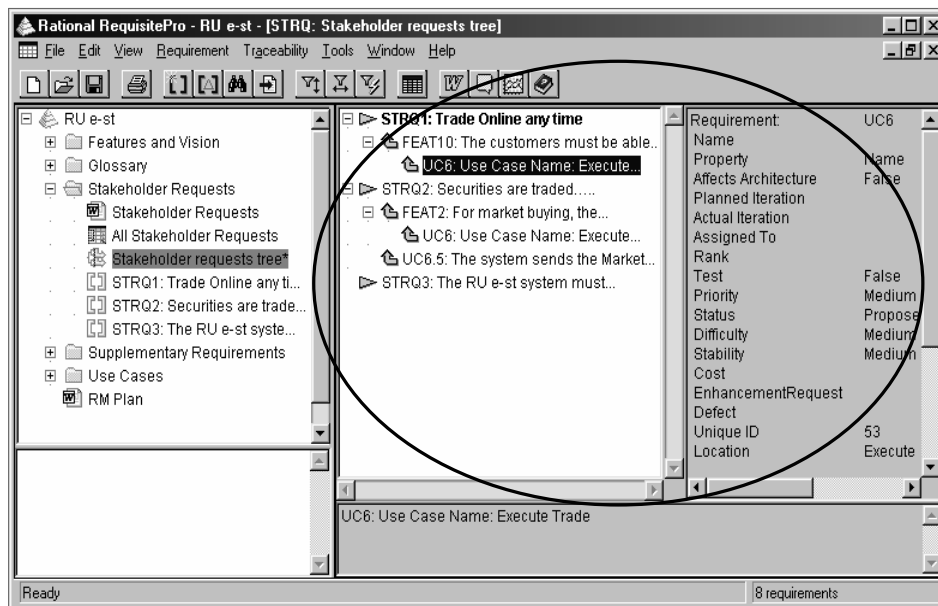 Rational RequisitePro - RU e-st - [STRQ: Stakeholder requests tree]
File Edit View Requirement Traceability Tools Window Help
RU e-st
Features and Vision
Glossary
Stakeholder Requests
Stakeholder Requests
All Stakeholder Requests
Stakeholder requests tree*
STRQ1: Trade Online any ti...
STRQ2: Securities are trade...
STRQ3: The RU e-st syste...
Supplementary Requirements
Use Cases
RM Plan
STRQ1: Trade Online any time
FEAT10: The customers must be able..
UC6: Use Case Name: Execute...
STRQ2: Securities are traded.....
FEAT2: For market buying, the...
UC6: Use Case Name: Execute...
UC6.5: The system sends the Market...
STRQ3: The RU e-st system must...
Requirement: UC6
Name
Property Name
Affects Architecture False
Planned Iteration
Actual Iteration
Assigned To
Rank
Test False
Priority Medium
Status Propose
Difficulty Medium
Stability Medium
Cost
EnhancementRequest
Defect
Unique ID 53
Location Execute
UC6: Use Case Name: Execute Trade
Ready 8 requirements